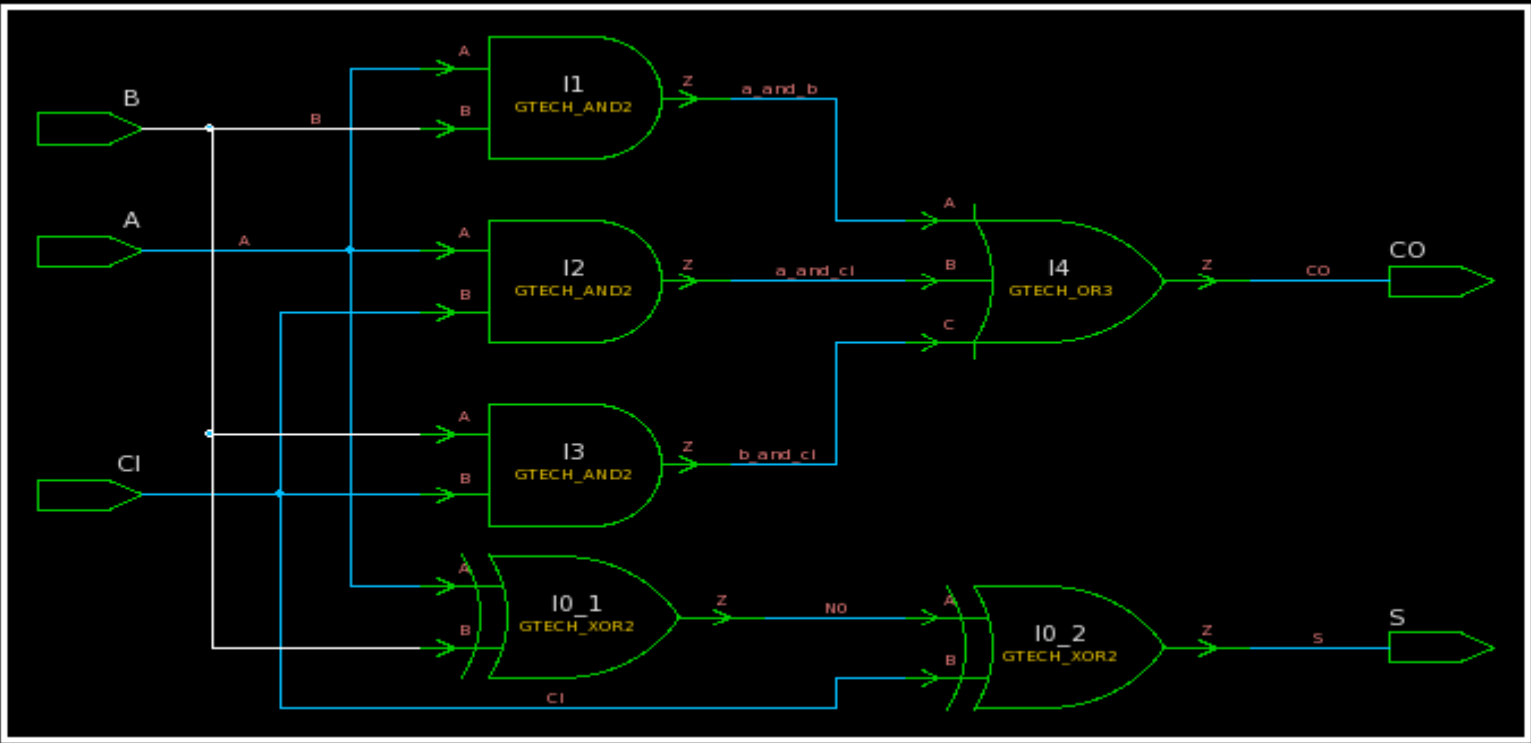 A
I1
Z
a_and_b
GTECH_AND2
B
B
B
A
A
A
I2
Z
a_and_ci
GTECH_AND2
B
A
B
I4
GTECH_OR3
C
Z
CO
CO
CI
A
I3
Z
b_and_ci
GTECH_AND2
B
A
I0_1
GTECH_XOR2
B
Z
N0
CI
A
I0_2
GTECH_XOR2
B
Z
S
S